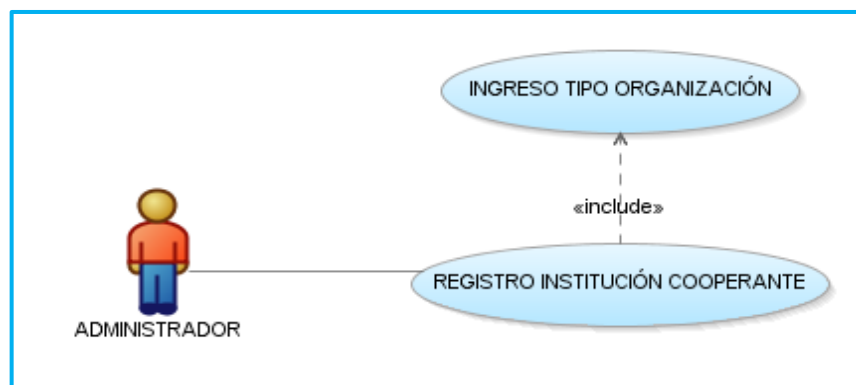 INGRESO TIPO ORGANIZACIÓN
«include»
REGISTRO INSTITUCIÓN COOPERANTE
ADMINISTRADOR